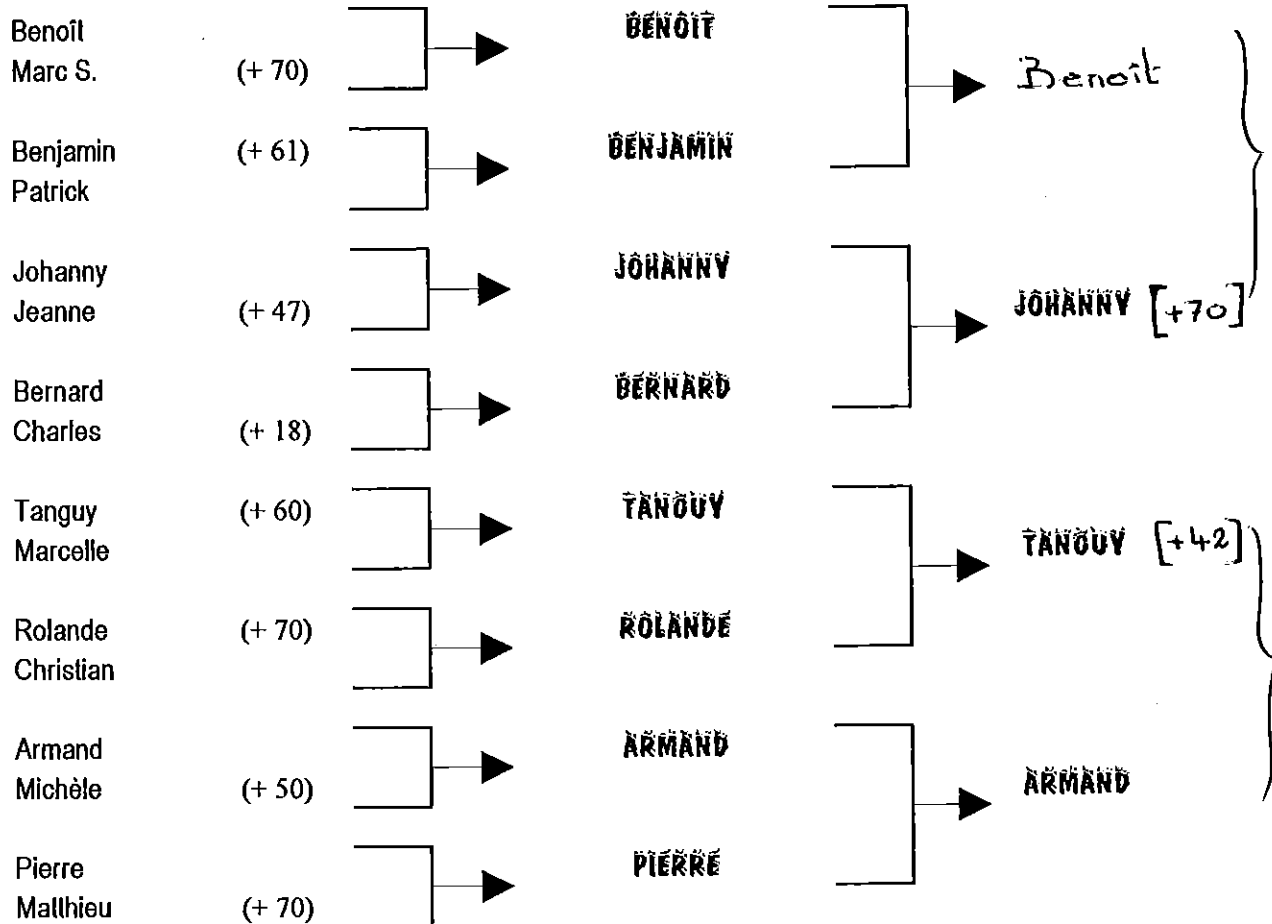 Benoît
Marc S. (+ 70)
BENOIT
Benoît
Benjamin (+ 61)
Patrick
BENJAMIN
Johanny
Jeanne (+ 47)
JOHANNY
JOHANNY [+70]
Bernard
Charles (+ 18)
BERNARD
Tanguy (+ 60)
Marcelle
TANGUY
TANGUY [+42]
Rolande (+ 70)
Christian
ROLANDE
Armand
Michèle (+ 50)
ARMAND
ARMAND
Pierre
Matthieu (+ 70)
PIERRE